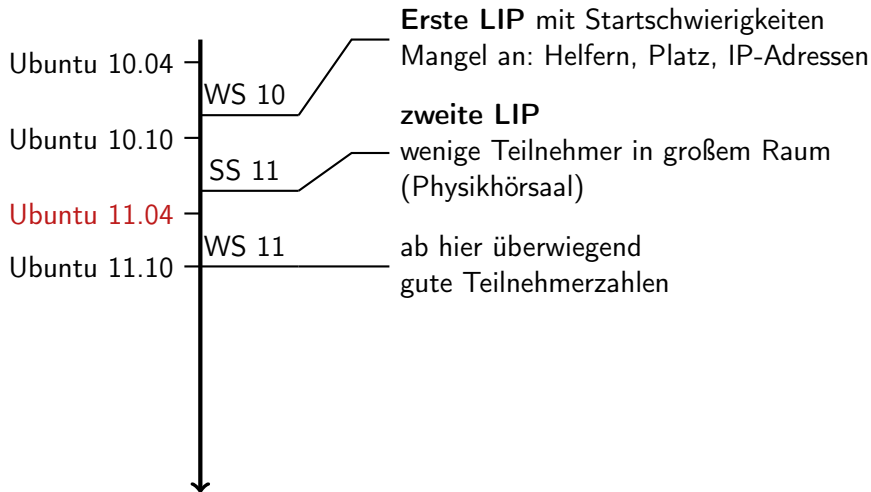 Ubuntu 10.04
WS 10
Erste LIP mit Startschwierigkeiten
Mangel an: Helfern, Platz, IP-Adressen
Ubuntu 10.10
SS 11
zweite LIP
wenige Teilnehmer in großem Raum
(Physikhörsaal)
Ubuntu 11.04
WS 11
Ubuntu 11.10
ab hier überwiegend
gute Teilnehmerzahlen